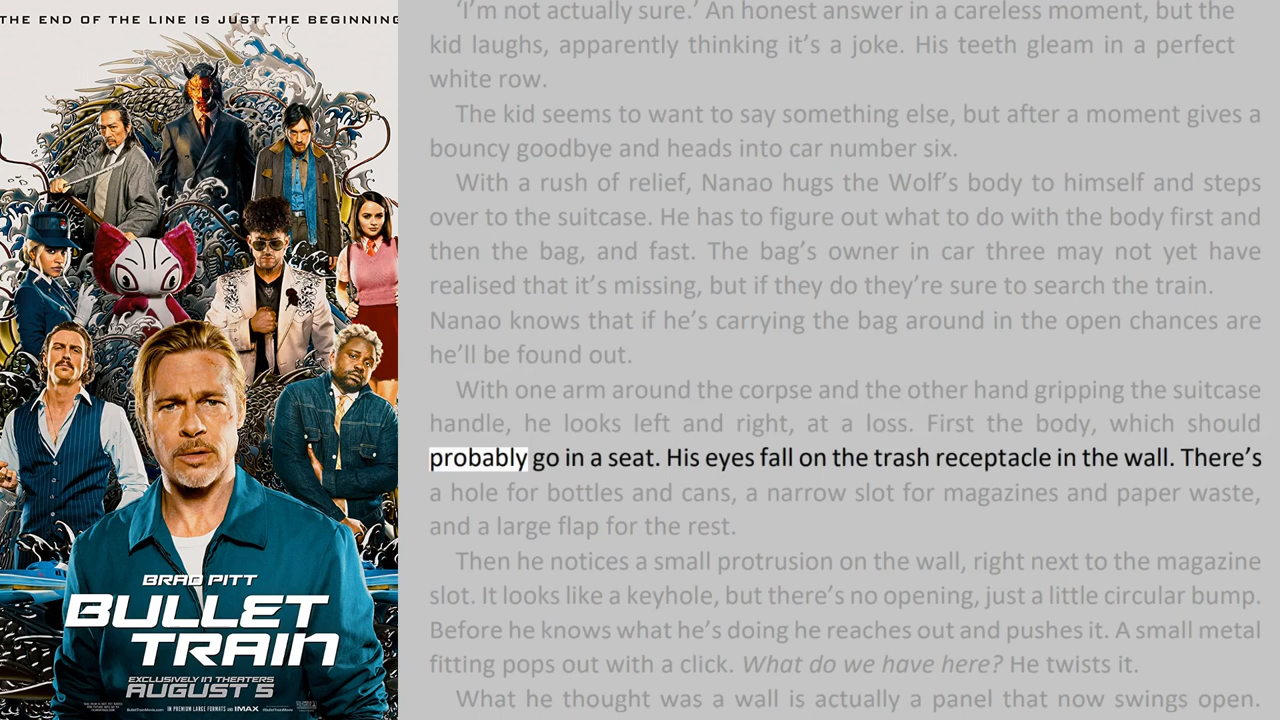 THE END OF THE LINE IS JUST THE BEGINNING
BRAD PITT
BULLET
TRAIN
EXCLUSIVELY IN THEATERS
AUGUST 5
BulletTrainMovie.com
IN PREMIUM LARGE FORMATS AND IMAX
#BulletTrainMovie
‘I’m not actually sure.’ An honest answer in a careless moment, but the
kid laughs, apparently thinking it’s a joke. His teeth gleam in a perfect
white row.
The kid seems to want to say something else, but after a moment gives a
bouncy goodbye and heads into car number six.
With a rush of relief, Nanao hugs the Wolf’s body to himself and steps
over to the suitcase. He has to figure out what to do with the body first and
then the bag, and fast. The bag’s owner in car three may not yet have
realised that it’s missing, but if they do they’re sure to search the train.
Nanao knows that if he’s carrying the bag around in the open chances are
he’ll be found out.
With one arm around the corpse and the other hand gripping the suitcase
handle, he looks left and right, at a loss. First the body, which should
probably go in a seat. His eyes fall on the trash receptacle in the wall. There’s
a hole for bottles and cans, a narrow slot for magazines and paper waste,
and a large flap for the rest.
Then he notices a small protrusion on the wall, right next to the magazine
slot. It looks like a keyhole, but there’s no opening, just a little circular bump.
Before he knows what he’s doing he reaches out and pushes it. A small metal
fitting pops out with a click. What do we have here? He twists it.
What he thought was a wall is actually a panel that now swings open.